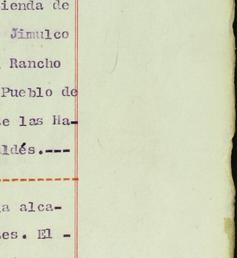 ienda de
Jimulco
Rancho
Pueblo de
e las Ha-
ldés.---
a alca-
es. El -